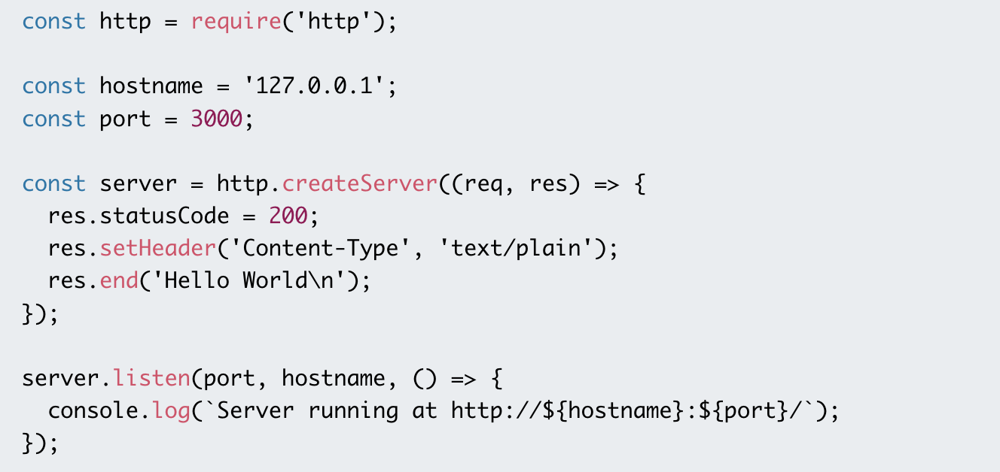 const http = require('http');

const hostname = '127.0.0.1';
const port = 3000;

const server = http.createServer((req, res) => {
  res.statusCode = 200;
  res.setHeader('Content-Type', 'text/plain');
  res.end('Hello World\n');
});

server.listen(port, hostname, () => {
  console.log(`Server running at http://${hostname}:${port}/`);
});